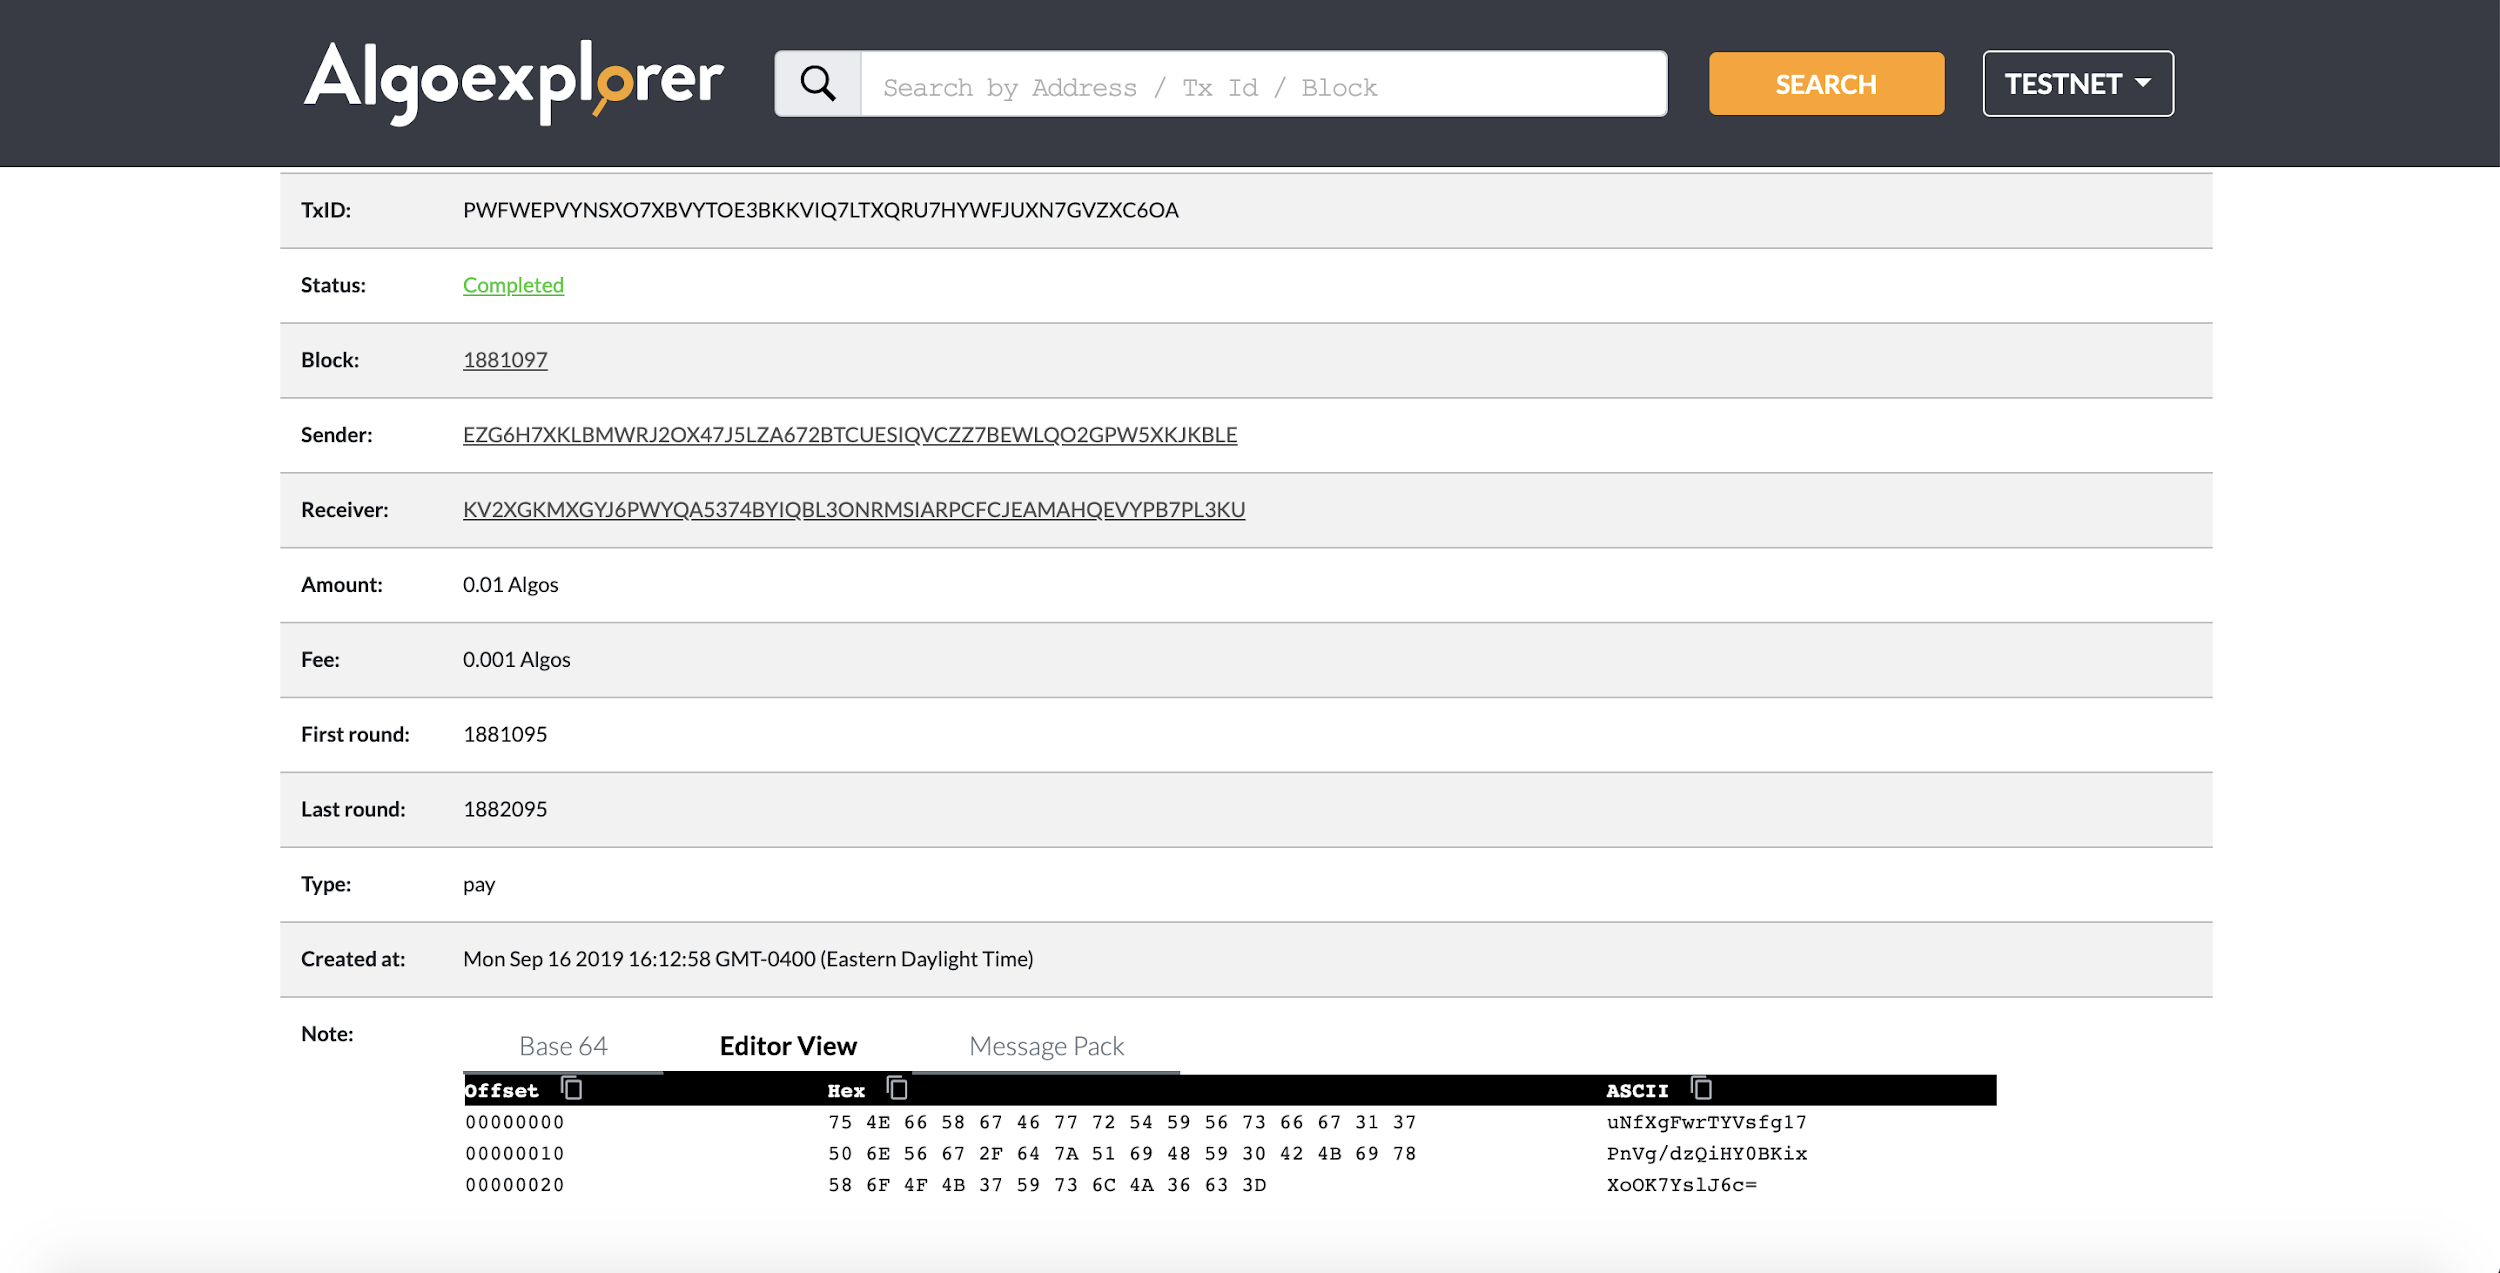 Algoexplorer
Search by Address / Tx Id / Block
SEARCH
TESTNET
TxID: PWFWEPVYNSXO7XBVYTOE3BKKVIQ7LTXQRU7HYWFJUXN7GVZXC6OA
Status: Completed
Block: 1881097
Sender: EZG6H7XKLBMWRJ2OX47J5LZA672BTCUESIQVCZZ7BEWLQO2GPW5XKJKBLE
Receiver: KV2XGKMXGYJ6PWYQA5374BYIQBL3ONRMSIARPCFCJEAMAHQEVYPB7PL3KU
Amount: 0.01 Algos
Fee: 0.001 Algos
First round: 1881095
Last round: 1882095
Type: pay
Created at: Mon Sep 16 2019 16:12:58 GMT-0400 (Eastern Daylight Time)
Note:
Base 64 Editor View Message Pack
Offset Hex ASCII
00000000 75 4E 66 58 67 46 77 72 54 59 56 73 66 67 31 37 uNfXgFwrTYVsfg17
00000010 50 6E 56 67 2F 64 7A 51 69 48 59 30 42 4B 69 78 PnVg/dzQiHY0BKix
00000020 58 6F 4F 4B 37 59 73 6C 4A 36 63 3D XoOK7YslJ6c=